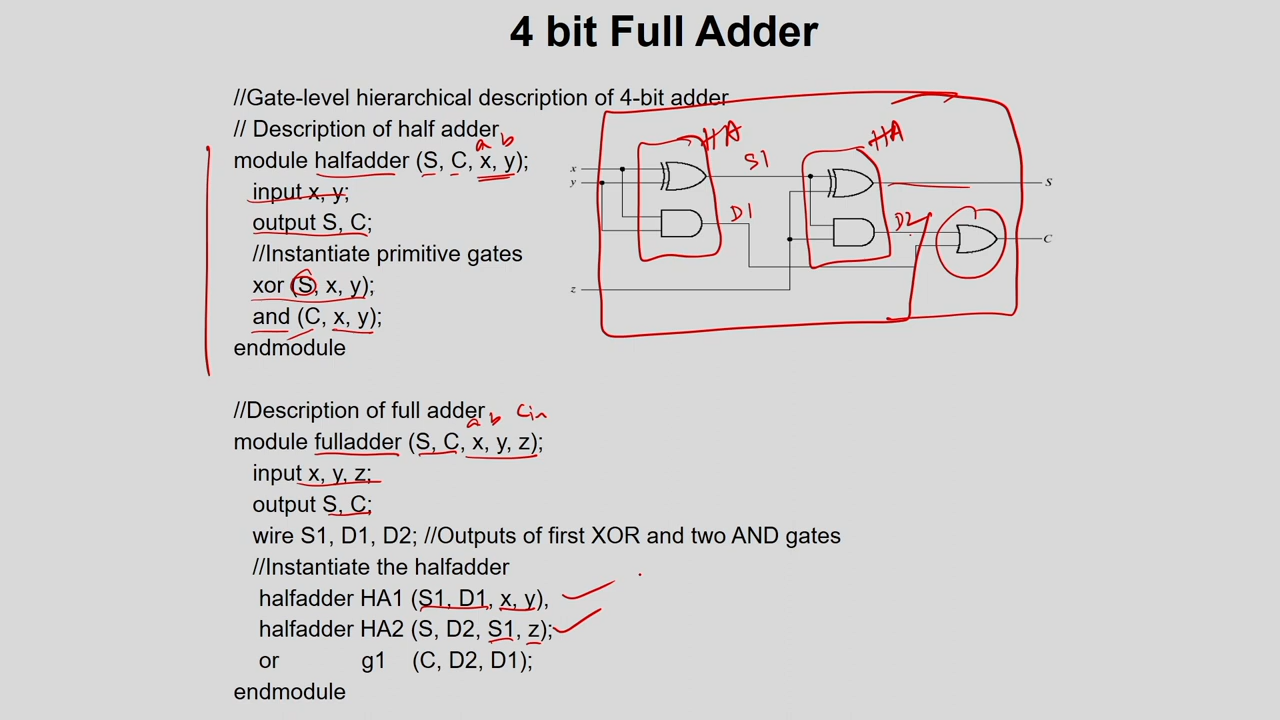 4 bit Full Adder
//Gate-level hierarchical description of 4-bit adder
// Description of half adder
a b
module halfadder (S, C, x, y);
input x, y;
output S, C;
//Instantiate primitive gates
xor (S, x, y);
and (C, x, y);
endmodule
HA
HA
x
S1
y
S
D1
D2
C
z
//Description of full adder
a b Cin
module fulladder (S, C, x, y, z);
input x, y, z;
output S, C;
wire S1, D1, D2; //Outputs of first XOR and two AND gates
//Instantiate the halfadder
halfadder HA1 (S1, D1, x, y),
halfadder HA2 (S, D2, S1, z);
or g1 (C, D2, D1);
endmodule